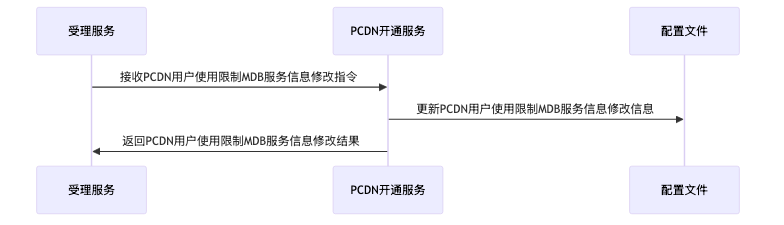 受理服务
PCDN开通服务
配置文件
接收PCDN用户使用限制MDB服务信息修改指令
更新PCDN用户使用限制MDB服务信息修改信息
返回PCDN用户使用限制MDB服务信息修改结果
受理服务
PCDN开通服务
配置文件